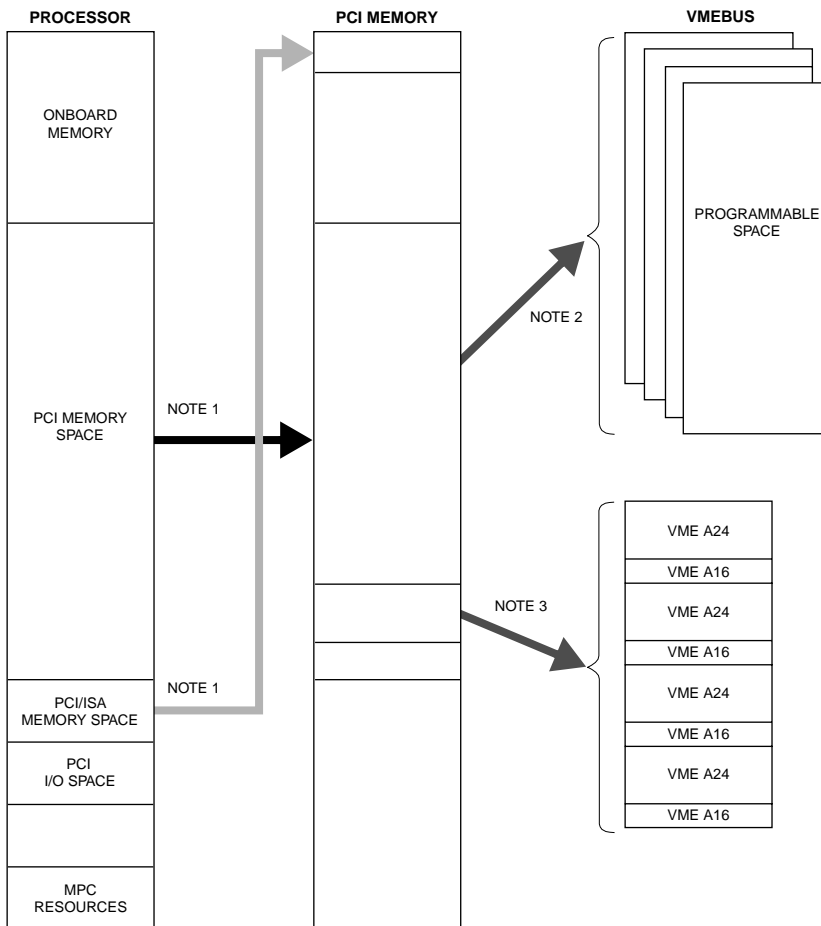 PROCESSOR
PCI MEMORY
VMEBUS
ONBOARD
MEMORY
PROGRAMMABLE
SPACE
NOTE 2
NOTE 1
PCI MEMORY
SPACE
VME A24
VME A16
NOTE 3
VME A24
VME A16
VME A24
VME A16
VME A24
VME A16
NOTE 1
PCI/ISA
MEMORY SPACE
PCI
I/O SPACE
MPC
RESOURCES